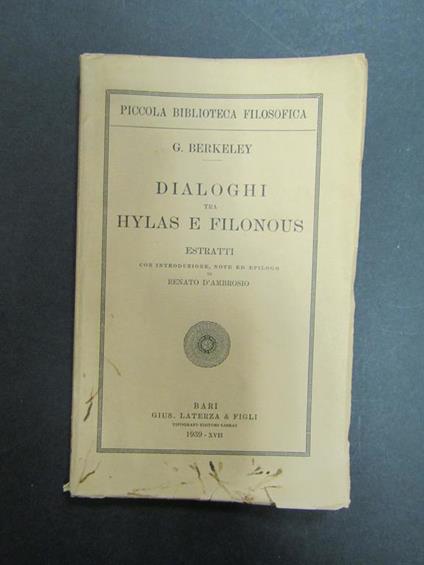 PICCOLA BIBLIOTECA FILOSOFICA
G. BERKELEY
DIALOGHI
TRA
HYLAS E FILONOUS
ESTRATTI
CON INTRODUZIONE, NOTE ED EPILOGO
DI
RENATO D'AMBROSIO
BARI
GIUS. LATERZA & FIGLI
TIPOGRAFI-EDITORI-LIBRAI
1939-XVII